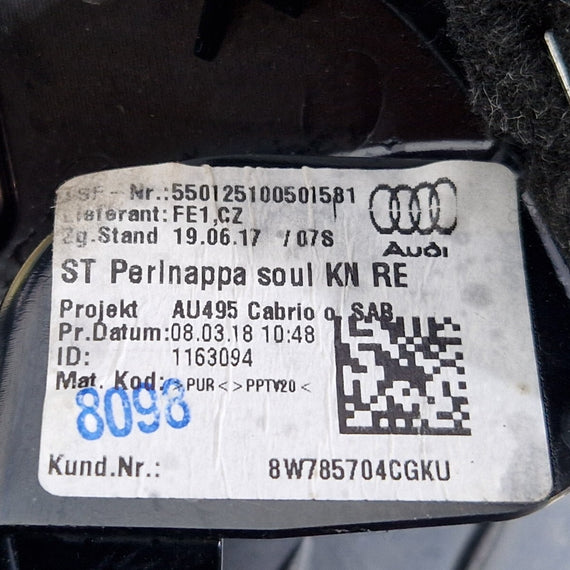 TSF-Nr.:550125100501581
Lieferant: FE1,CZ
Zg.Stand 19.06.17 /07S
Audi
ST Perlnappa soul KN RE
Projekt AU495 Cabrio o. SAB
Pr.Datum:08.03.18 10:48
ID: 1163094
Mat. Kod: >PUR<>PPTV20<
8098
Kund.Nr.: 8W785704CGKU